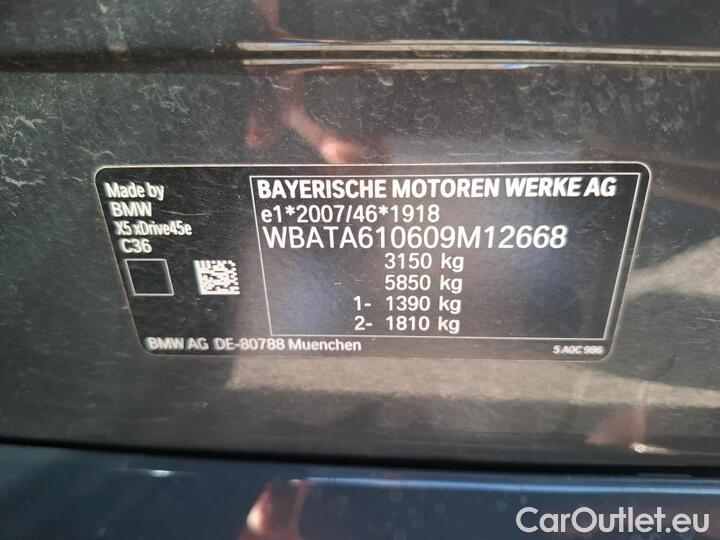 Made by
BMW
X5 xDrive45e
C36
BAYERISCHE MOTOREN WERKE AG
e1*2007/46*1918
WBATA610609M12668
3150 kg
5850 kg
1- 1390 kg
2- 1810 kg
BMW AG DE-80788 Muenchen
5 A0C 986
CarOutlet.eu